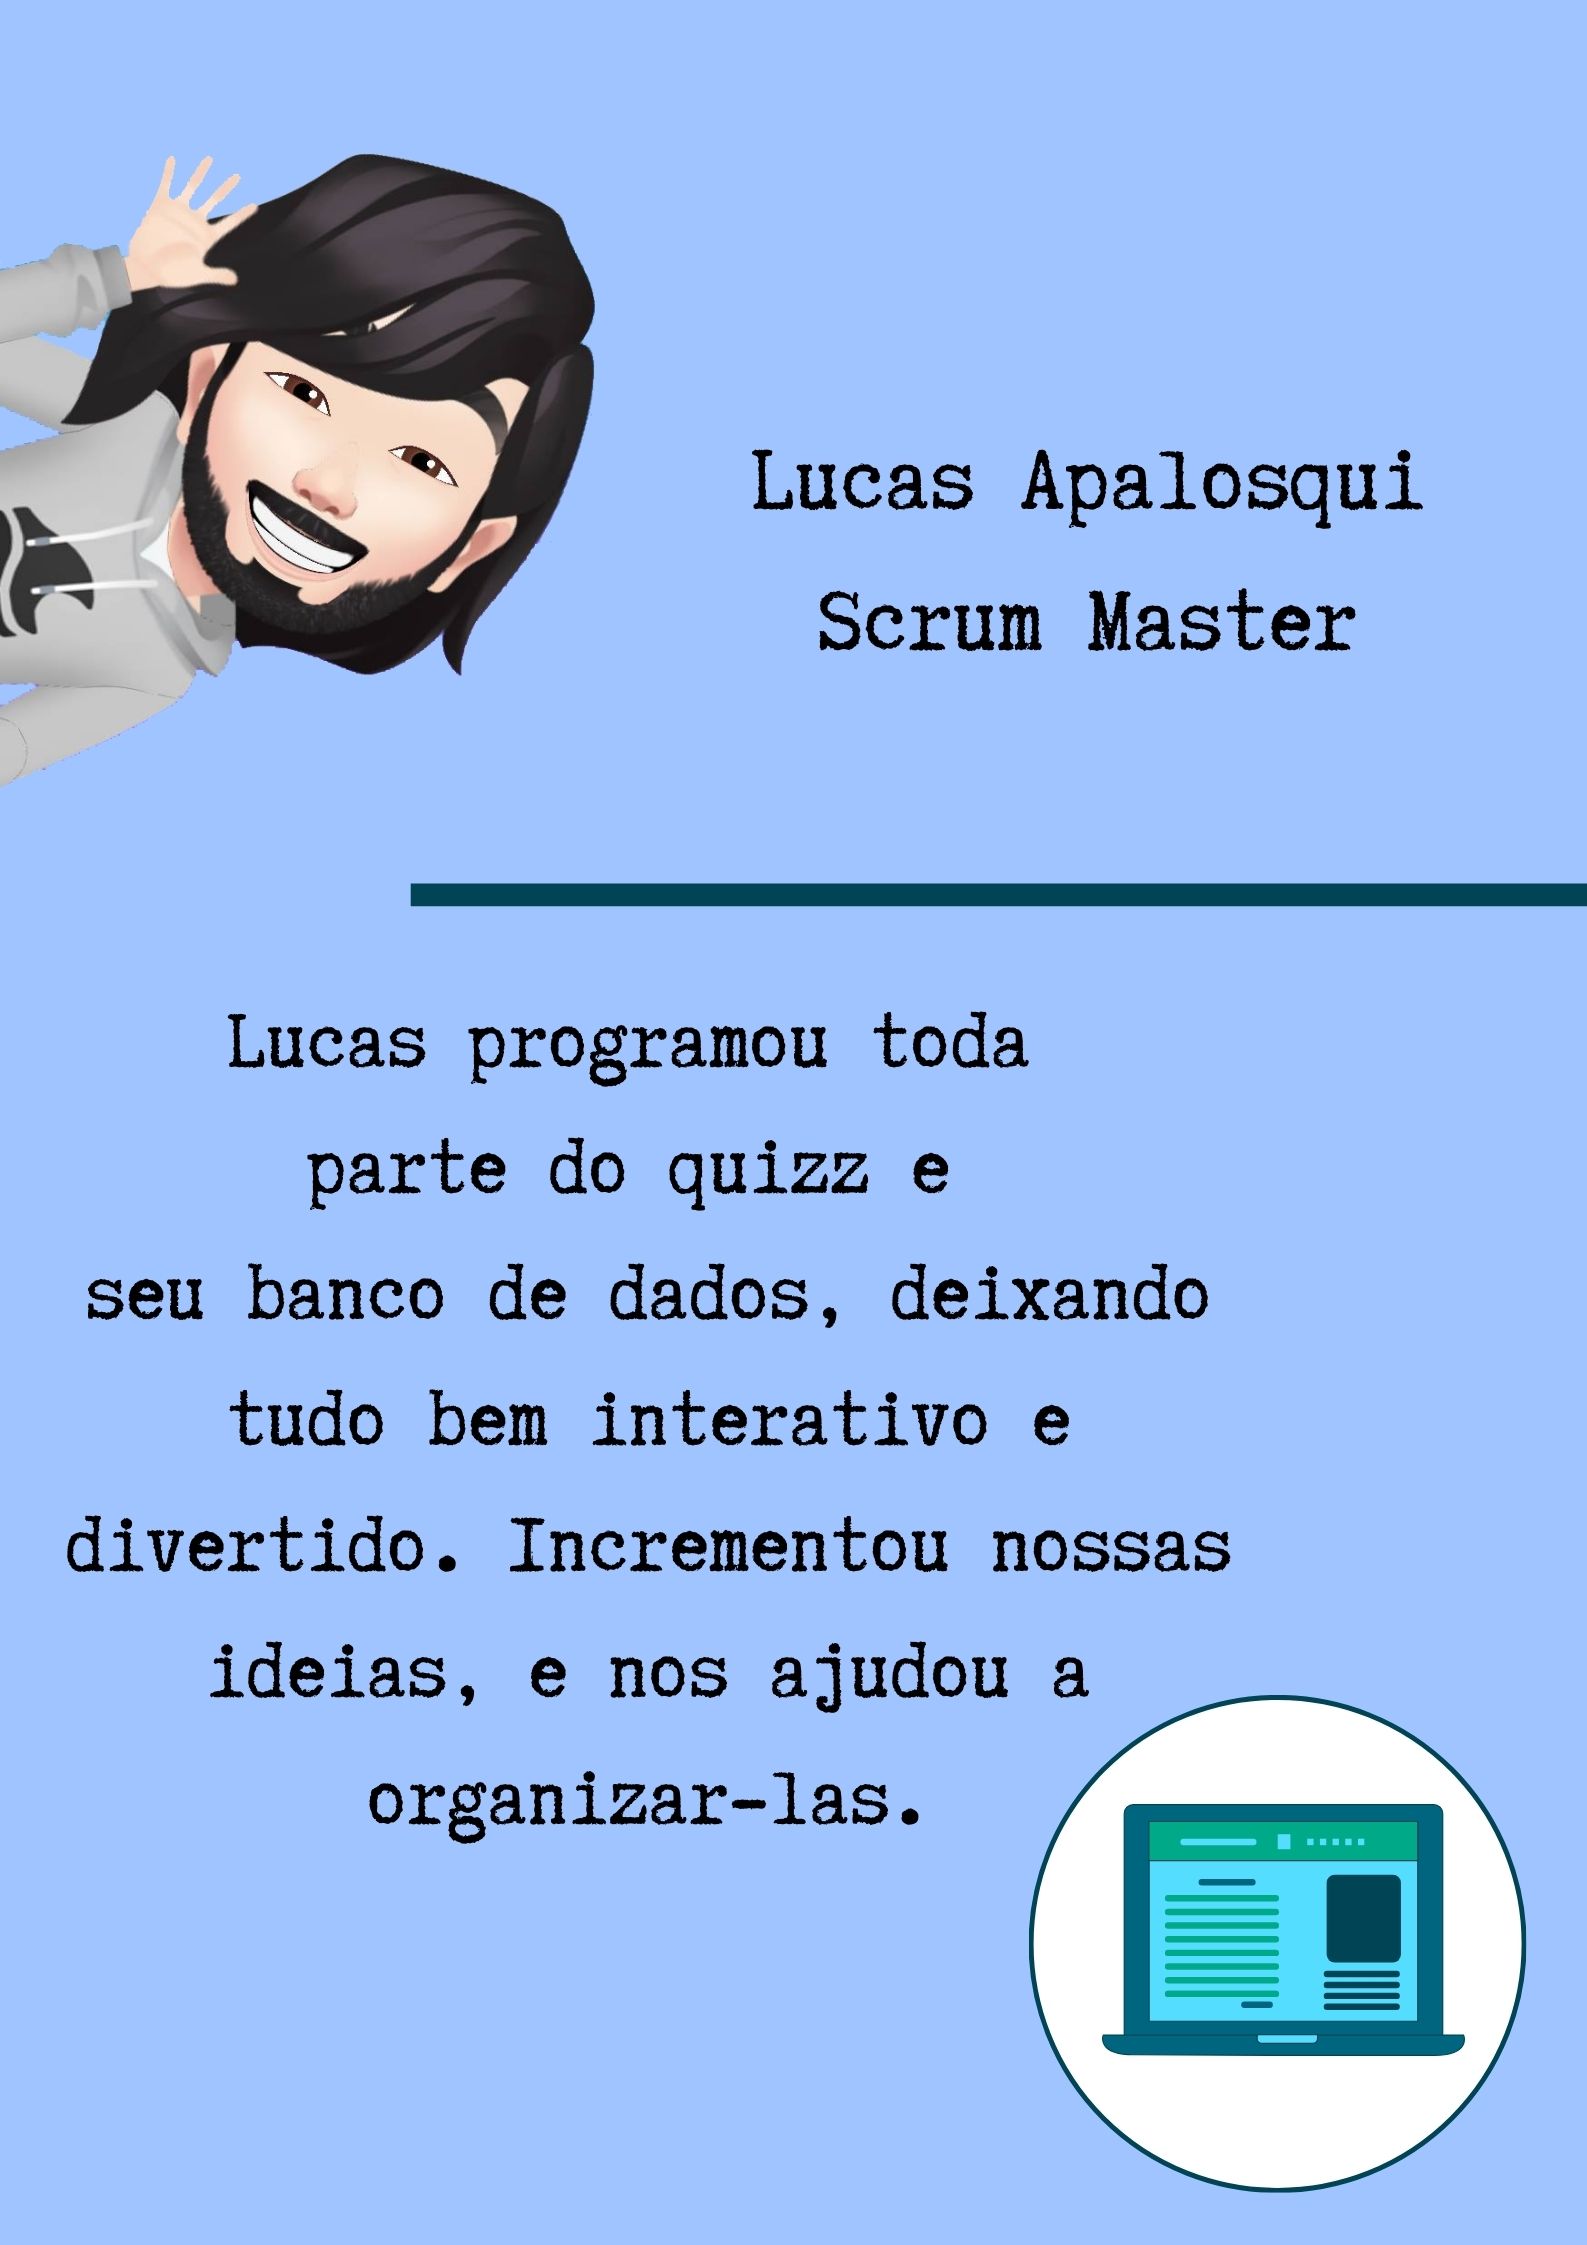 Lucas Apalosqui
Scrum Master
Lucas programou toda
parte do quizz e
seu banco de dados, deixando
tudo bem interativo e
divertido. Incrementou nossas
ideias, e nos ajudou a
organizar-las.